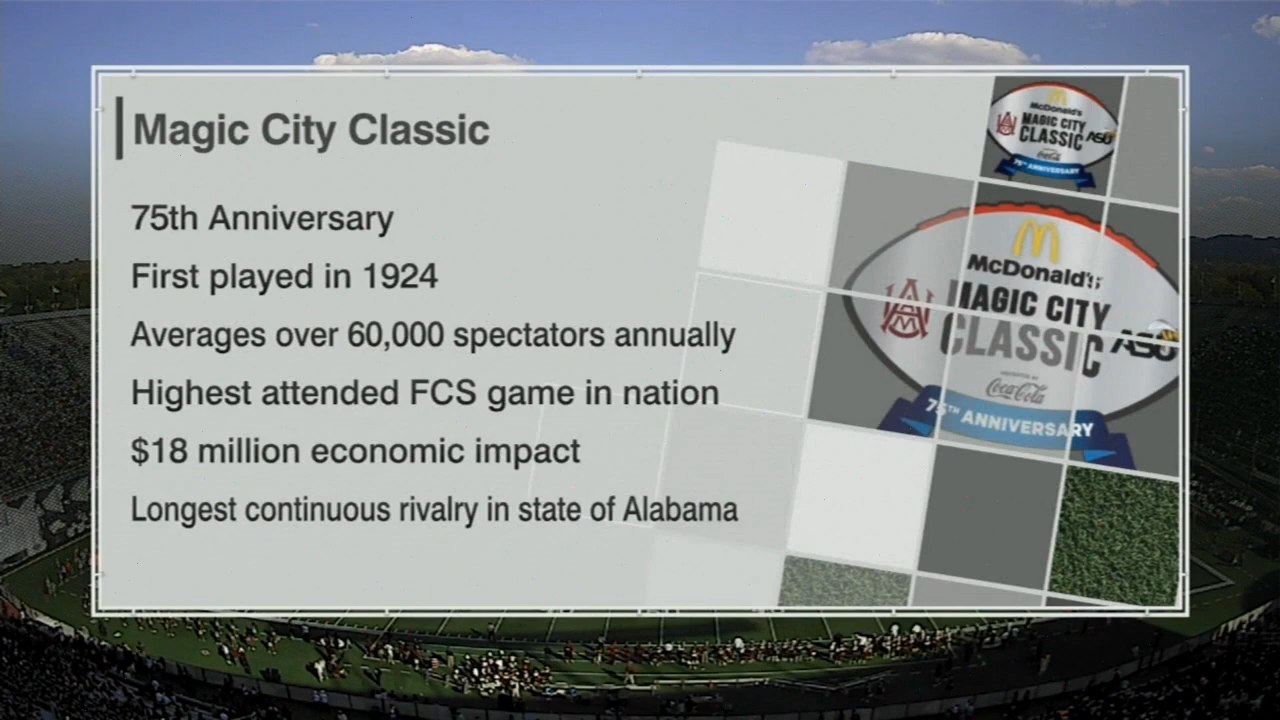 Magic City Classic
75th Anniversary
First played in 1924
Averages over 60,000 spectators annually
Highest attended FCS game in nation
$18 million economic impact
Longest continuous rivalry in state of Alabama
McDonald's
MAGIC CITY
CLASSIC
ASU
Coca-Cola
75TH ANNIVERSARY
McDonald's
MAGIC CITY
CLASSIC
ASU
PRESENTED BY
Coca-Cola
75TH ANNIVERSARY